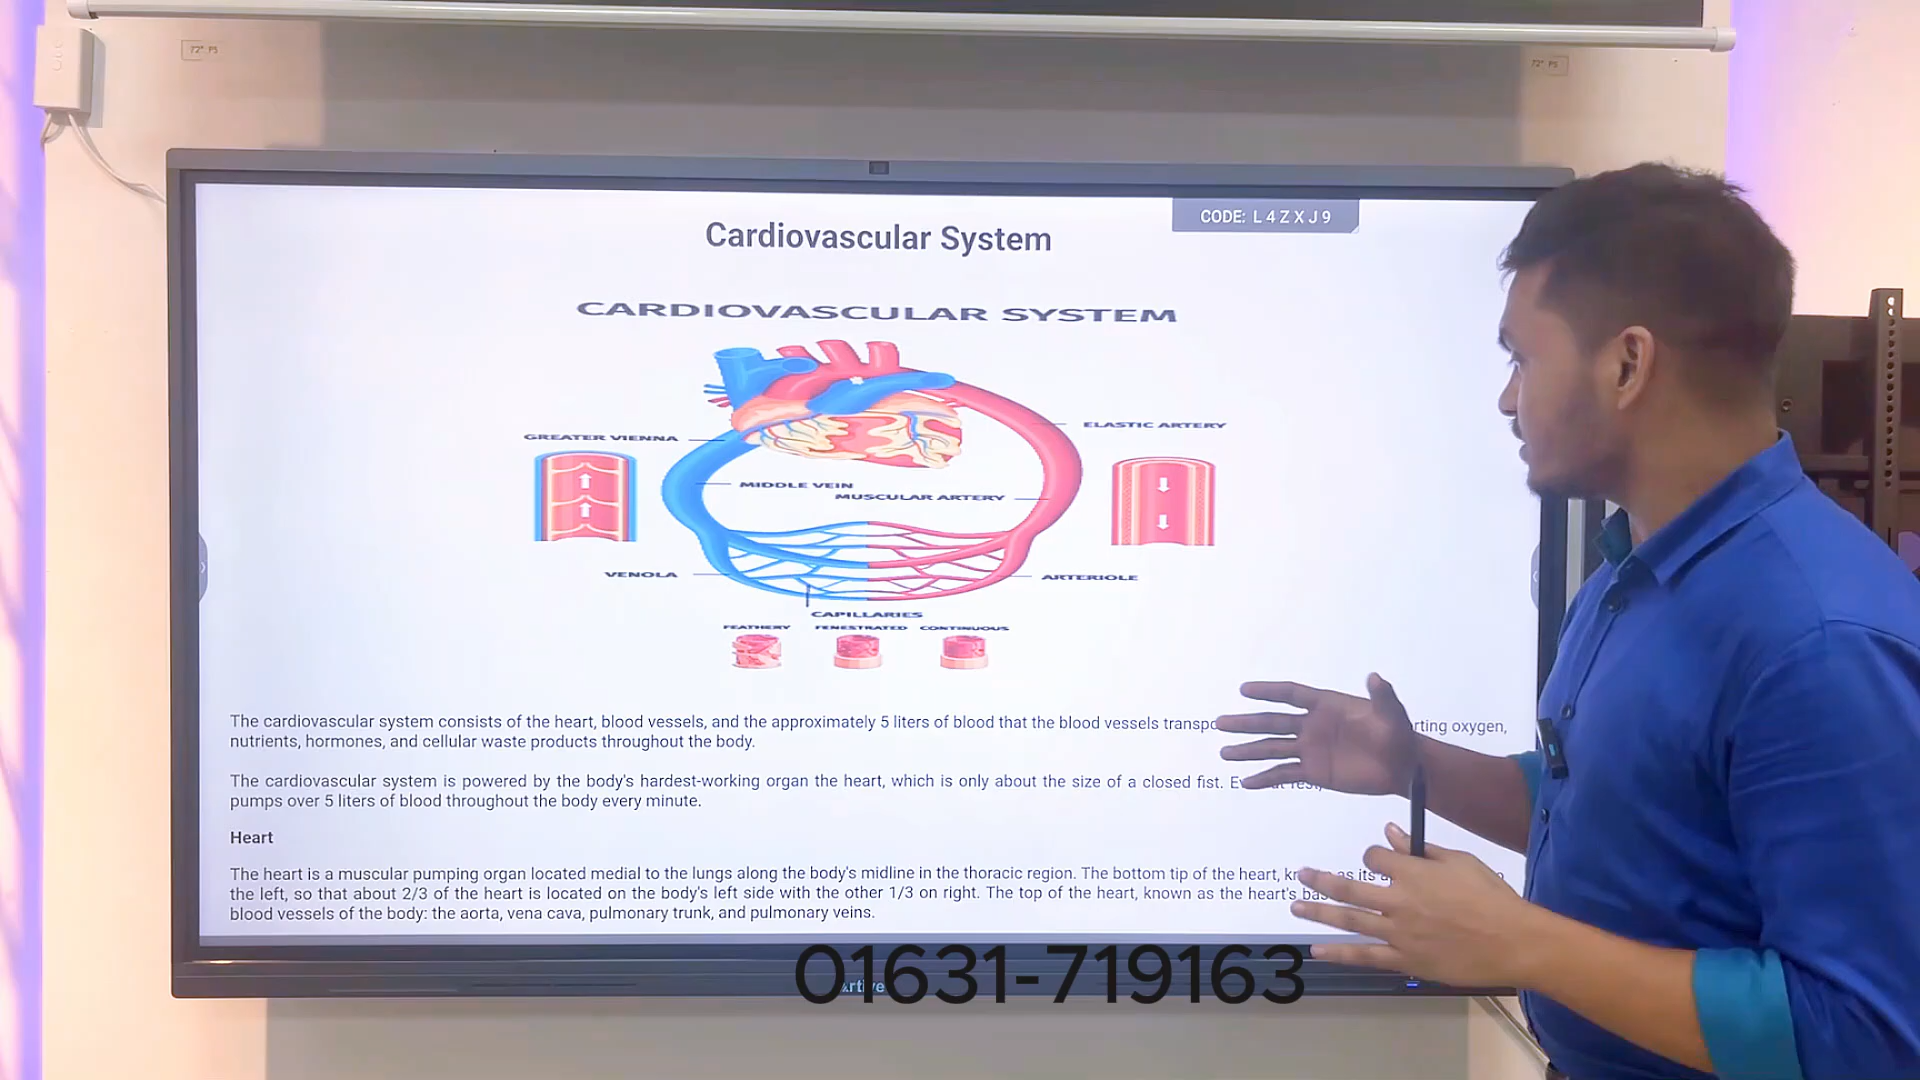 72" PS
72" PS
CODE: L 4 Z X J 9
Cardiovascular System
CARDIOVASCULAR SYSTEM
ELASTIC ARTERY
GREATER VIENNA
MIDDLE VEIN
MUSCULAR ARTERY
VENOLA
ARTERIOLE
CAPILLARIES
FEATHERY FENESTRATED CONTINUOUS
The cardiovascular system consists of the heart, blood vessels, and the approximately 5 liters of blood that the blood vessels oxygen,
nutrients, hormones, and cellular waste products throughout the body.
The cardiovascular system is powered by the body's hardest-working organ the heart, which is only about the size of a closed fist.
pumps over 5 liters of blood throughout the body every minute.
Heart
The heart is a muscular pumping organ located medial to the lungs along the body's midline in the thoracic region. The bottom tip of the heart, as its
the left, so that about 2/3 of the heart is located on the body's left side with the other 1/3 on right. The top of the heart, known as the heart's
blood vessels of the body: the aorta, vena cava, pulmonary trunk, and pulmonary veins.
01631-719163